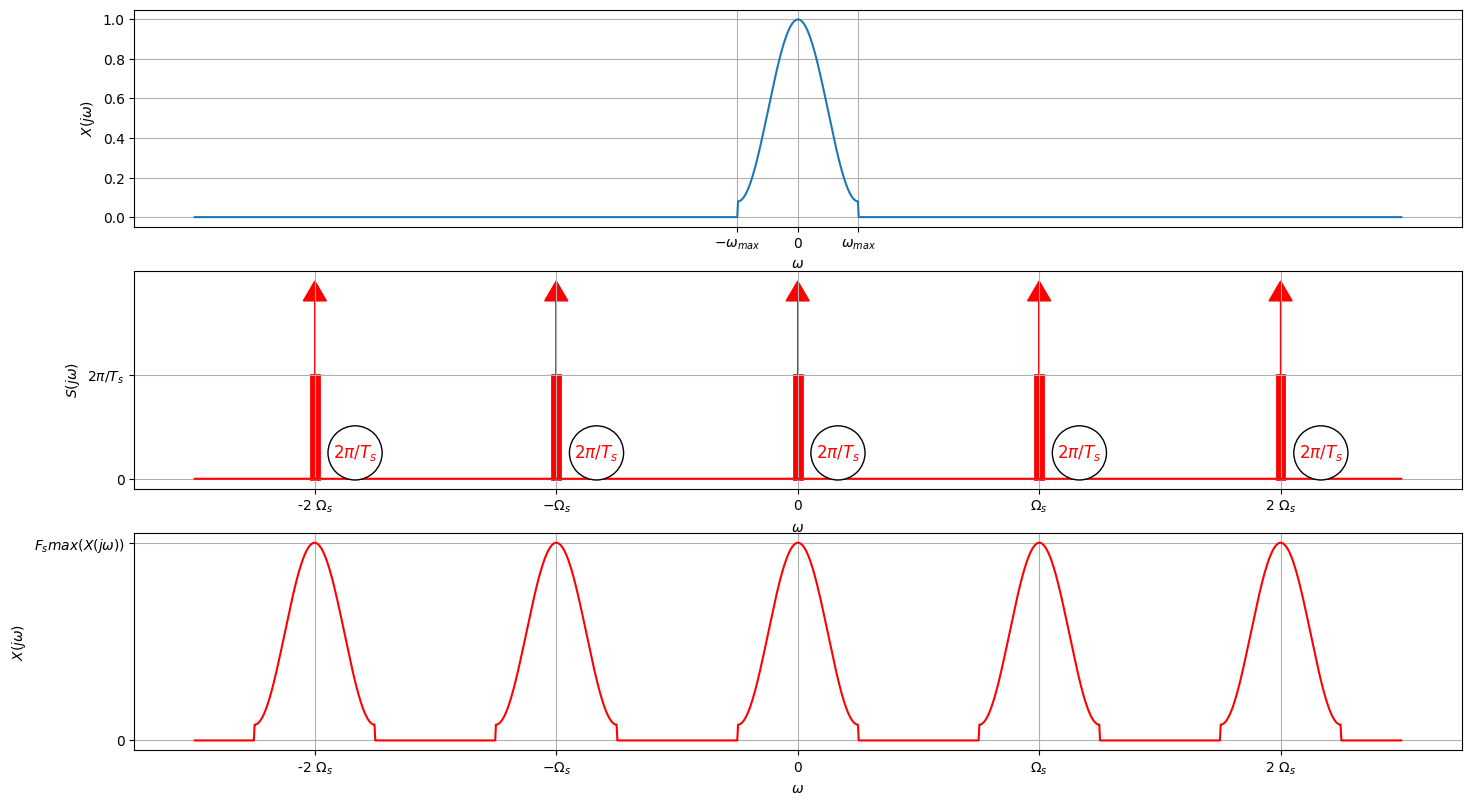 1.0
0.8
0.6
0.4
0.2
0.0
X(jω)
−ω_max 0 ω_max
ω
S(jω)
2π/T_s
0
2π/T_s 2π/T_s 2π/T_s 2π/T_s 2π/T_s
-2 Ω_s −Ω_s 0 Ω_s 2 Ω_s
ω
F_s max(X(jω))
X(jω)
0
-2 Ω_s −Ω_s 0 Ω_s 2 Ω_s
ω